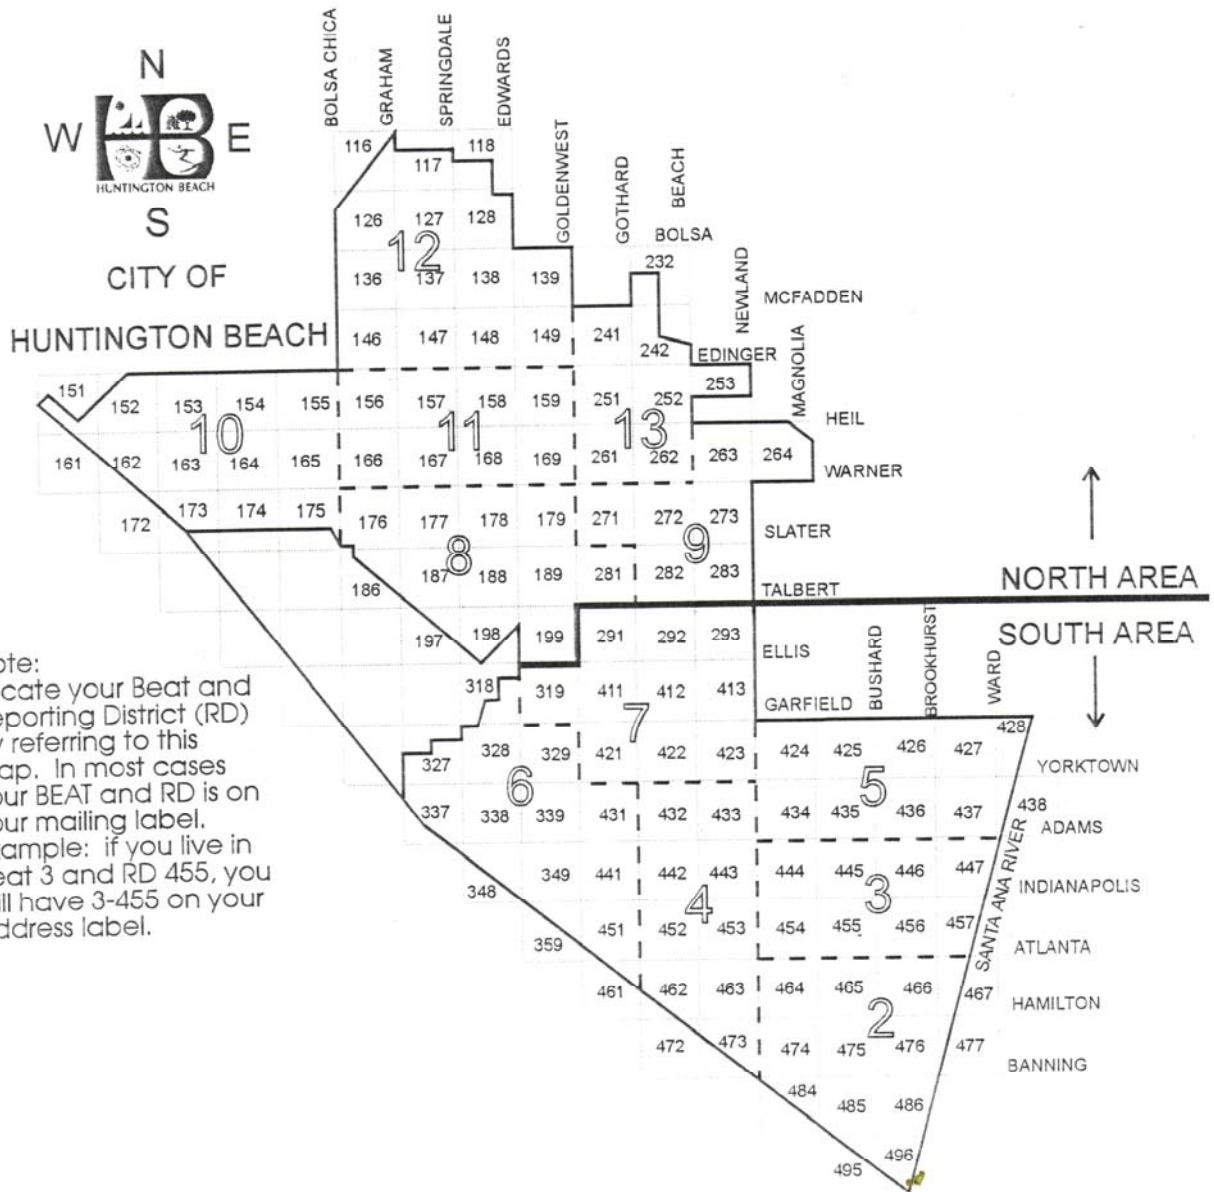 BOLSA CHICA
GRAHAM
SPRINGDALE
EDWARDS
GOLDENWEST
GOTHARD
BEACH
BOLSA
NEWLAND
MCFADDEN
MAGNOLIA
EDINGER
HEIL
WARNER
SLATER
TALBERT
N
W E
HUNTINGTON BEACH
S
CITY OF
HUNTINGTON BEACH
116 117 118
126 127 128
12
136 137 138 139 232
146 147 148 149 241 242
151 152 153 154 155 156 157 158 159 251 252 253
10 11 13
161 162 163 164 165 166 167 168 169 261 262 263 264
172 173 174 175 176 177 178 179 271 272 273
8 9
186 187 188 189 281 282 283
NORTH AREA
SOUTH AREA
197 198 199 291 292 293
ELLIS
BUSHARD
BROOKHURST
WARD
GARFIELD
318 319 411 412 413
7
327 328 329 421 422 423 424 425 426 427 428
YORKTOWN
6 5
337 338 339 431 432 433 434 435 436 437 438
ADAMS
348 349 441 442 443 444 445 446 447
INDIANAPOLIS
4 3
359 451 452 453 454 455 456 457
SANTA ANA RIVER
ATLANTA
461 462 463 464 465 466 467
HAMILTON
2
472 473 474 475 476 477
BANNING
484 485 486
495 496
ote:
cate your Beat and
eporting District (RD)
y referring to this
ap. In most cases
our BEAT and RD is on
our mailing label.
ample: if you live in
eat 3 and RD 455, you
ill have 3-455 on your
ddress label.